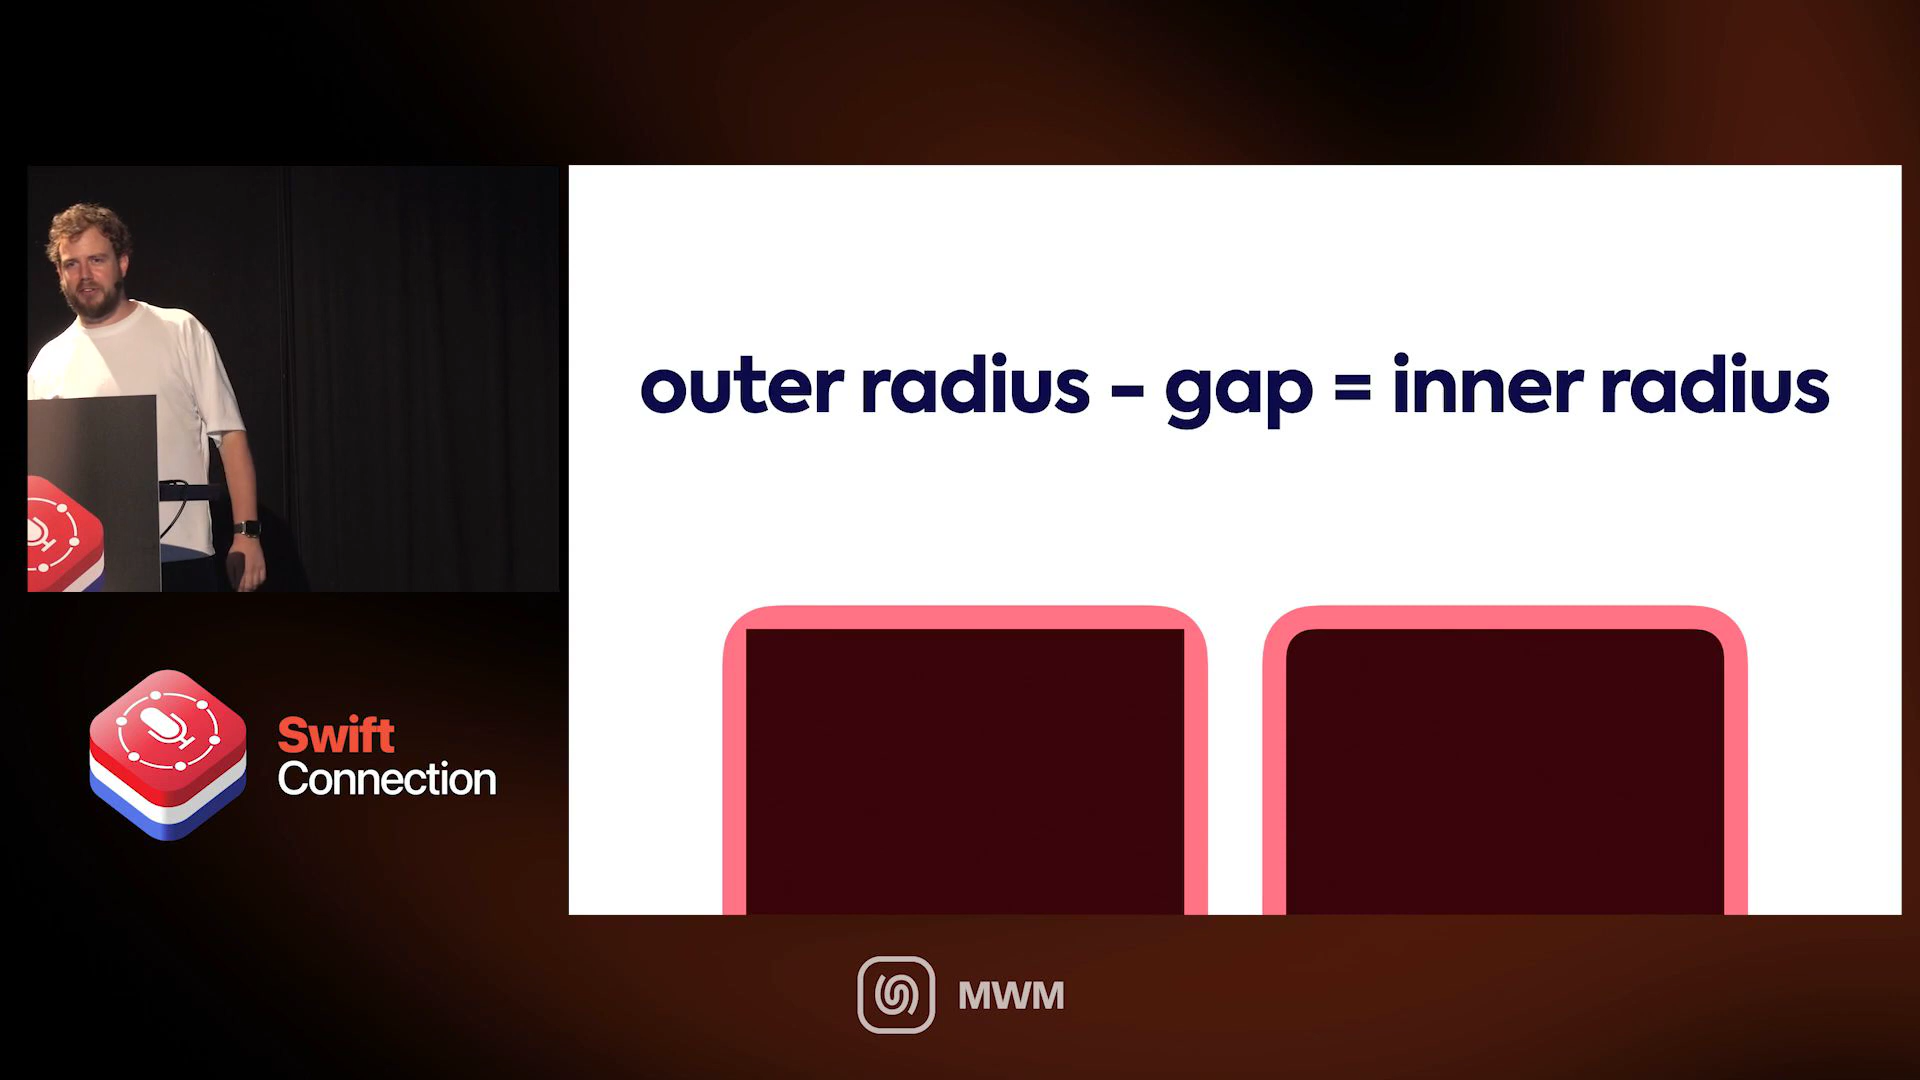 outer radius - gap = inner radius
Swift
Connection
MWM